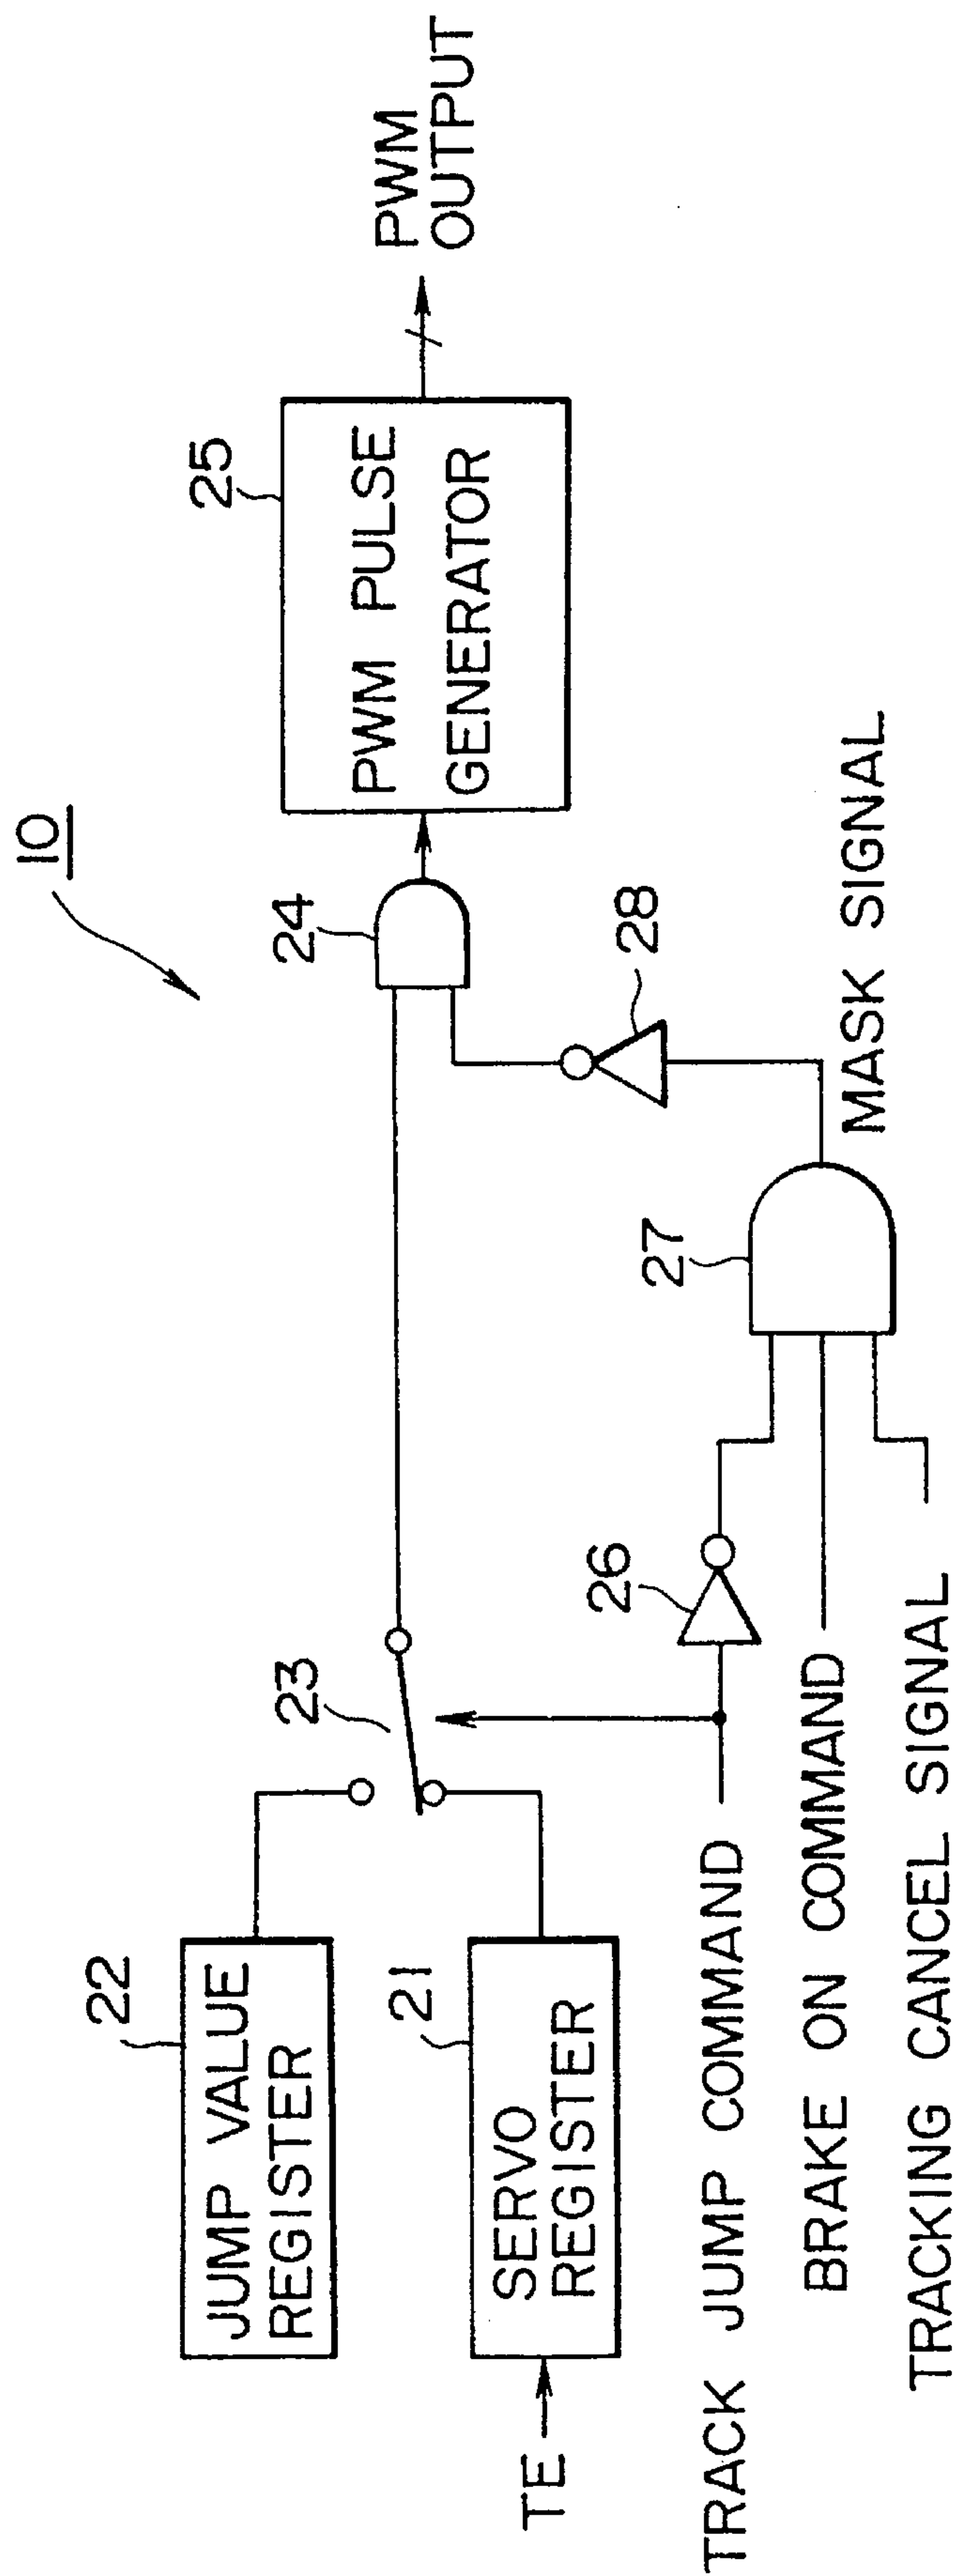 10
22
JUMP VALUE
REGISTER
23
24
25
PWM PULSE
GENERATOR
PWM
OUTPUT
TE
21
SERVO
REGISTER
26
27
28
TRACK JUMP COMMAND
BRAKE ON COMMAND
TRACKING CANCEL SIGNAL
MASK SIGNAL